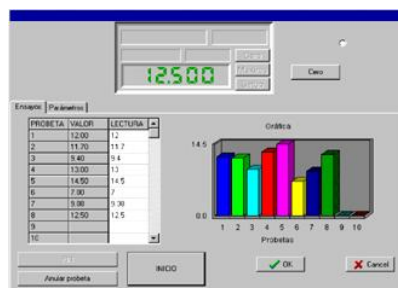 12.500
Cero
Ensayos Parámetros
PROBETA VALOR LECTURA
1 12.00 12
2 11.70 11.7
3 9.40 9.4
4 13.00 13
5 14.50 14.5
6 7.00 7
7 9.00 9.00
8 12.50 12.5
9
10
Gráfica
14.5
0.0
1 2 3 4 5 6 7 8 9 10
Probetas
Anular probeta
INICIO
OK
Cancel